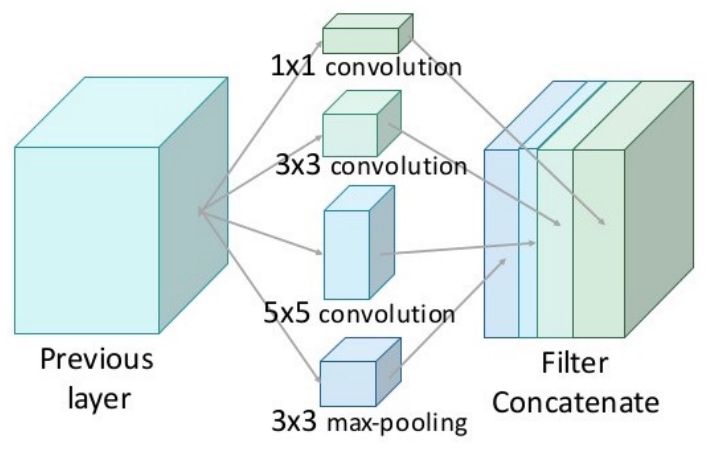 1x1 convolution
3x3 convolution
5x5 convolution
3x3 max-pooling
Previous
layer
Filter
Concatenate